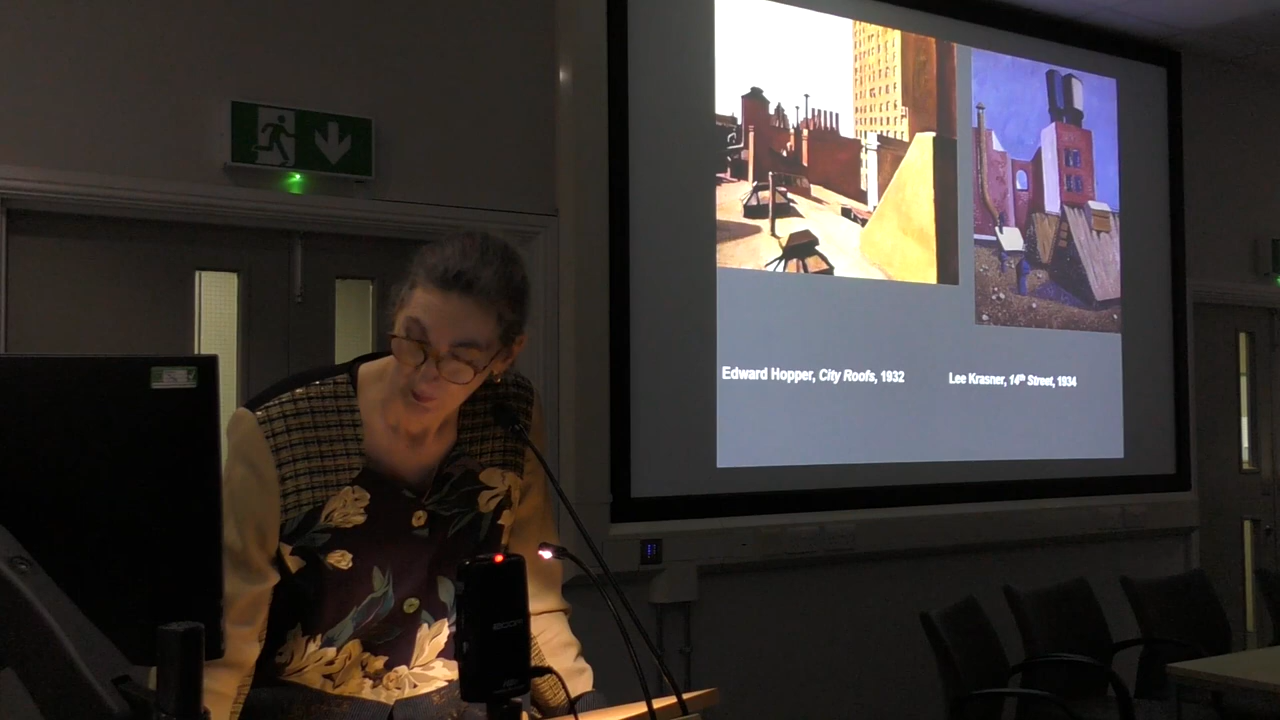 Edward Hopper, City Roofs, 1932
Lee Krasner, 14th Street, 1934
zoom